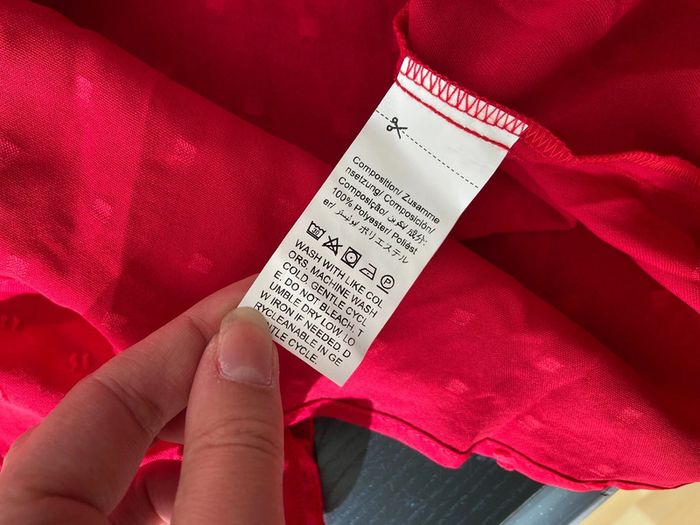 Composition/ Zusamme
nsetzung/ Composición/
Composição/ 成分:
100% Polyester/ Poliést
er/ ポリエステル
WASH WITH LIKE COL
ORS. MACHINE WASH
COLD. GENTLE CYCL
E. DO NOT BLEACH. T
UMBLE DRY LOW LO
W IRON IF NEEDED. D
RYCLEANABLE IN GE
NTLE CYCLE.